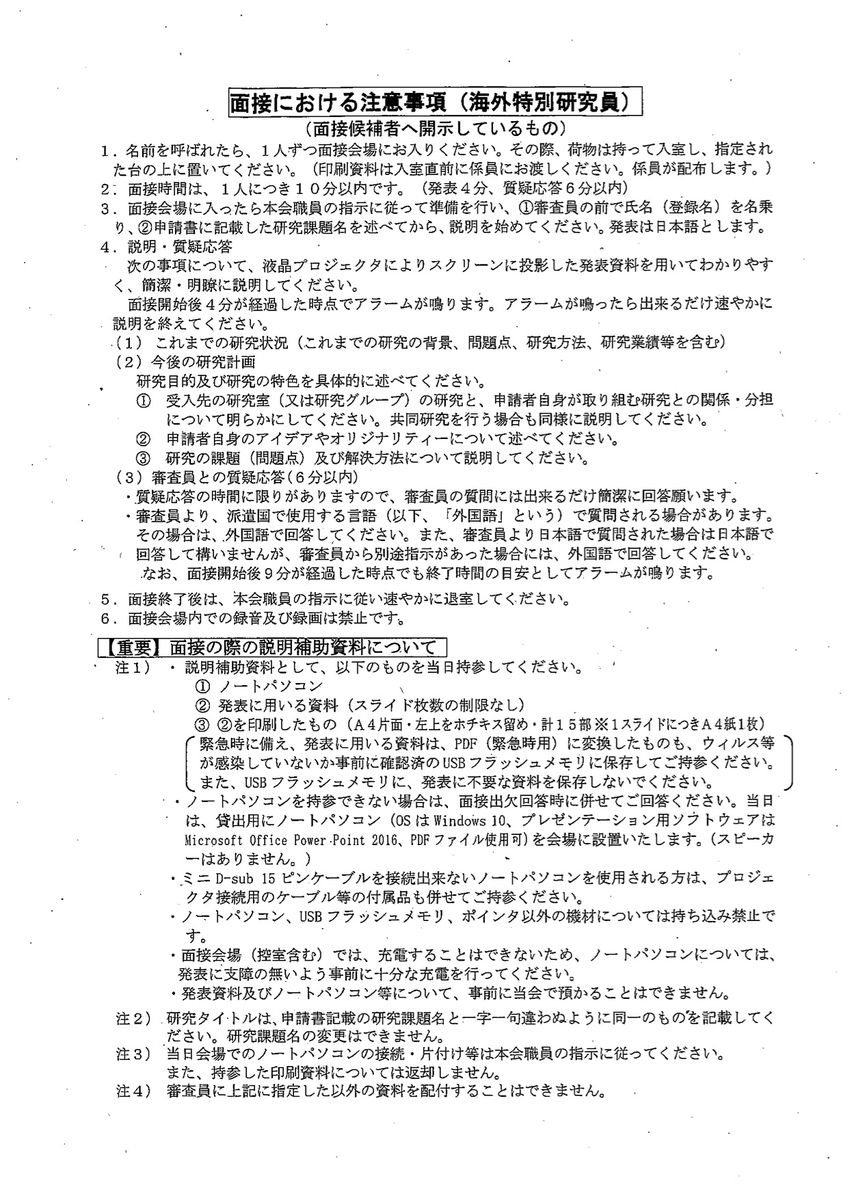 面接における注意事項（海外特別研究員）
（面接候補者へ開示しているもの）
１．名前を呼ばれたら、１人ずつ面接会場にお入りください。その際、荷物は持って入室し、指定され
た台の上に置いてください。（印刷資料は入室直前に係員にお渡しください。係員が配布します。）
２．面接時間は、１人につき１０分以内です。（発表４分、質疑応答６分以内）
３．面接会場に入ったら本会職員の指示に従って準備を行い、①審査員の前で氏名（登録名）を名乗
り、②申請書に記載した研究課題名を述べてから、説明を始めてください。発表は日本語とします。
４．説明・質疑応答
次の事項について、液晶プロジェクタによりスクリーンに投影した発表資料を用いてわかりやす
く、簡潔・明瞭に説明してください。
面接開始後４分が経過した時点でアラームが鳴ります。アラームが鳴ったら出来るだけ速やかに
説明を終えてください。
（１）これまでの研究状況（これまでの研究の背景、問題点、研究方法、研究業績等を含む）
（２）今後の研究計画
研究目的及び研究の特色を具体的に述べてください。
① 受入先の研究室（又は研究グループ）の研究と、申請者自身が取り組む研究との関係・分担
について明らかにしてください。共同研究を行う場合も同様に説明してください。
② 申請者自身のアイデアやオリジナリティーについて述べてください。
③ 研究の課題（問題点）及び解決方法について説明してください。
（３）審査員との質疑応答（６分以内）
・質疑応答の時間に限りがありますので、審査員の質問には出来るだけ簡潔に回答願います。
・審査員より、派遣国で使用する言語（以下、「外国語」という）で質問される場合があります。
その場合は、外国語で回答してください。また、審査員より日本語で質問された場合は日本語で
回答して構いませんが、審査員から別途指示があった場合には、外国語で回答してください。
なお、面接開始後９分が経過した時点でも終了時間の目安としてアラームが鳴ります。
５．面接終了後は、本会職員の指示に従い速やかに退室してください。
６．面接会場内での録音及び録画は禁止です。
【重要】面接の際の説明補助資料について
注１）・説明補助資料として、以下のものを当日持参してください。
① ノートパソコン
② 発表に用いる資料（スライド枚数の制限なし）
③ ②を印刷したもの（Ａ４片面・左上をホチキス留め・計１５部 ※１スライドにつきＡ４紙１枚）
緊急時に備え、発表に用いる資料は、PDF（緊急時用）に変換したものも、ウィルス等
が感染していないか事前に確認済の USB フラッシュメモリに保存してご持参ください。
また、USB フラッシュメモリに、発表に不要な資料を保存しないでください。
・ノートパソコンを持参できない場合は、面接出欠回答時に併せてご回答ください。当日
は、貸出用にノートパソコン（OS は Windows 10、プレゼンテーション用ソフトウェアは
Microsoft Office Power Point 2016、PDF ファイル使用可）を会場に設置いたします。（スピーカ
ーはありません。）
・ミニ D-sub 15 ピンケーブルを接続出来ないノートパソコンを使用される方は、プロジェ
クタ接続用のケーブル等の付属品も併せてご持参ください。
・ノートパソコン、USB フラッシュメモリ、ポインタ以外の機材については持ち込み禁止で
す。
・面接会場（控室含む）では、充電することはできないため、ノートパソコンについては、
発表に支障の無いよう事前に十分な充電を行ってください。
・発表資料及びノートパソコン等について、事前に当会で預かることはできません。
注２）研究タイトルは、申請書記載の研究課題名と一字一句違わぬように同一のものを記載してく
ださい。研究課題名の変更はできません。
注３）当日会場でのノートパソコンの接続・片付け等は本会職員の指示に従ってください。
また、持参した印刷資料については返却しません。
注４）審査員に上記に指定した以外の資料を配付することはできません。